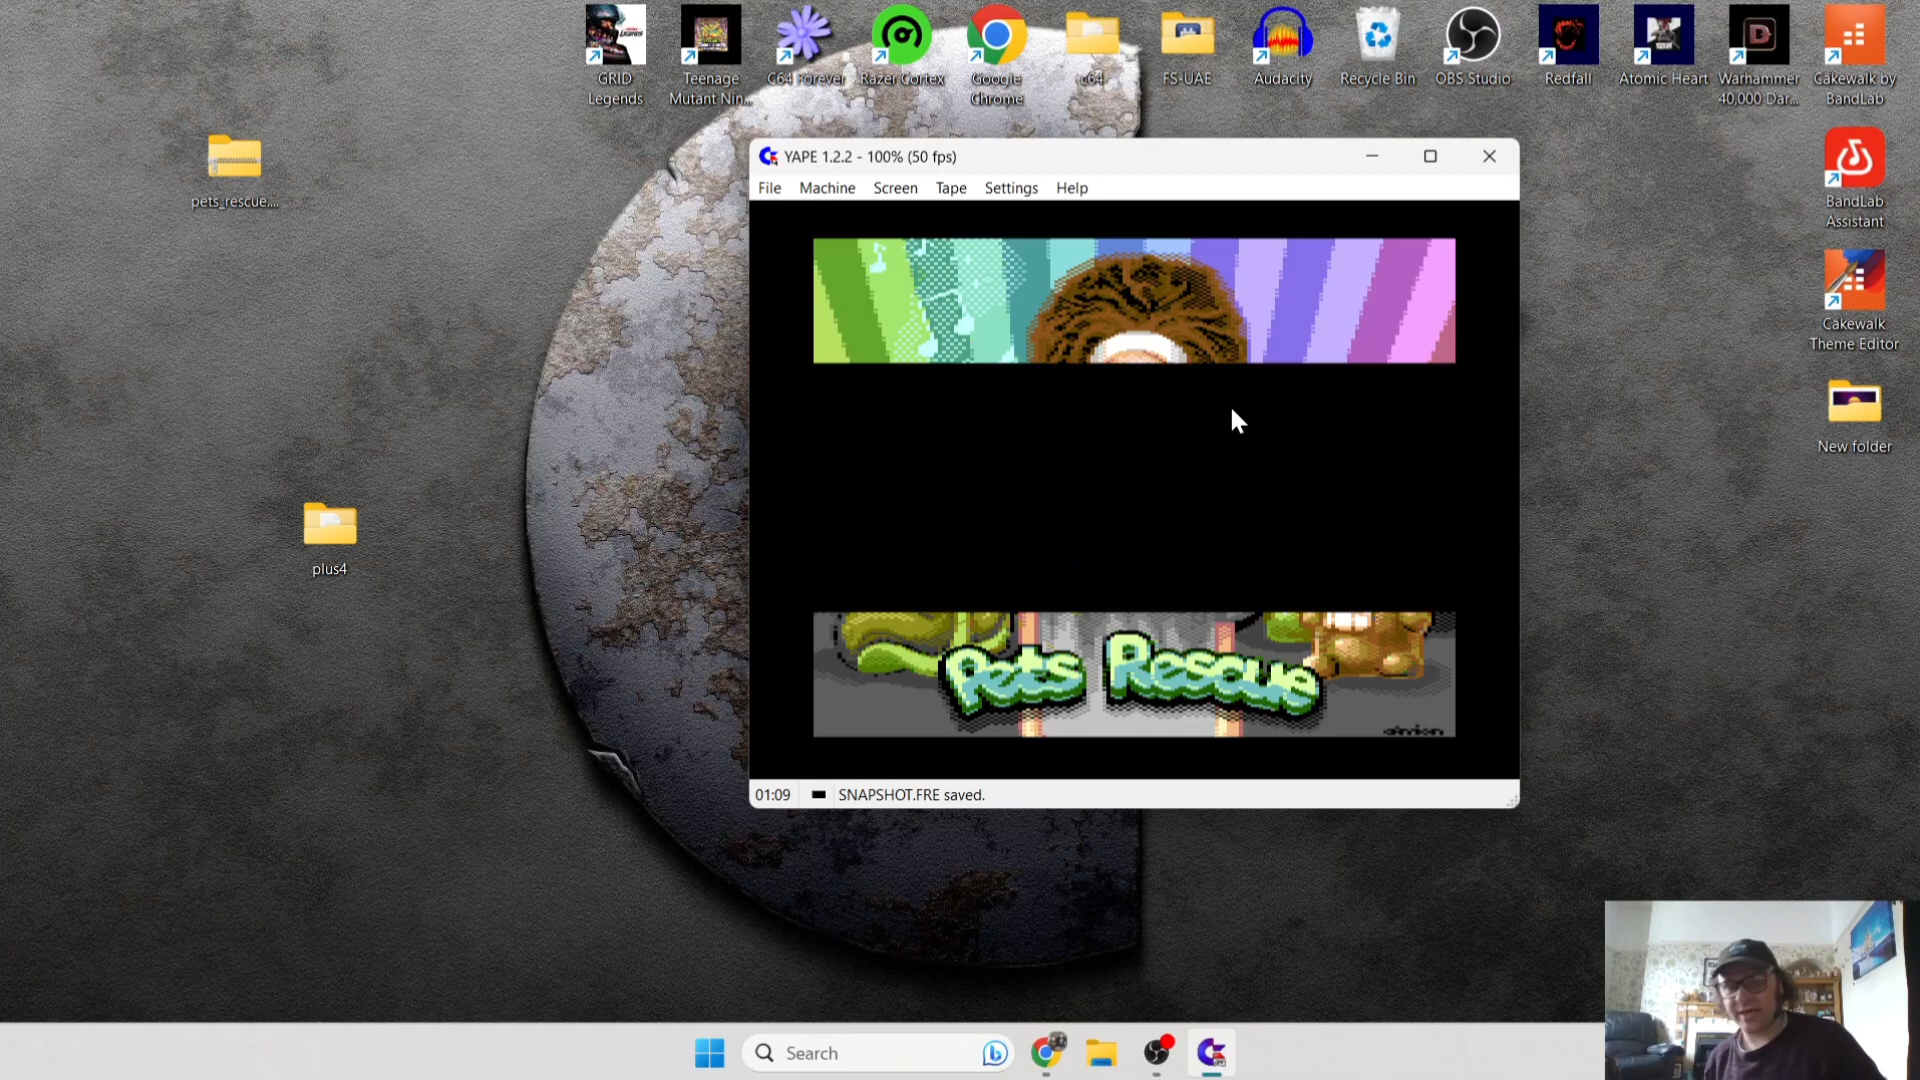 GRID
Legends
Teenage
Mutant Nin...
C64 Forever
Razer Cortex
Google
Chrome
c64
FS-UAE
Audacity
Recycle Bin
OBS Studio
Redfall
Atomic Heart
Warhammer
40,000 Dar...
Cakewalk by
BandLab
pets_rescue....
YAPE 1.2.2 - 100% (50 fps)
File Machine Screen Tape Settings Help
BandLab
Assistant
Cakewalk
Theme Editor
New folder
plus4
Pets Rescue
01:09 SNAPSHOT.FRE saved.
Search